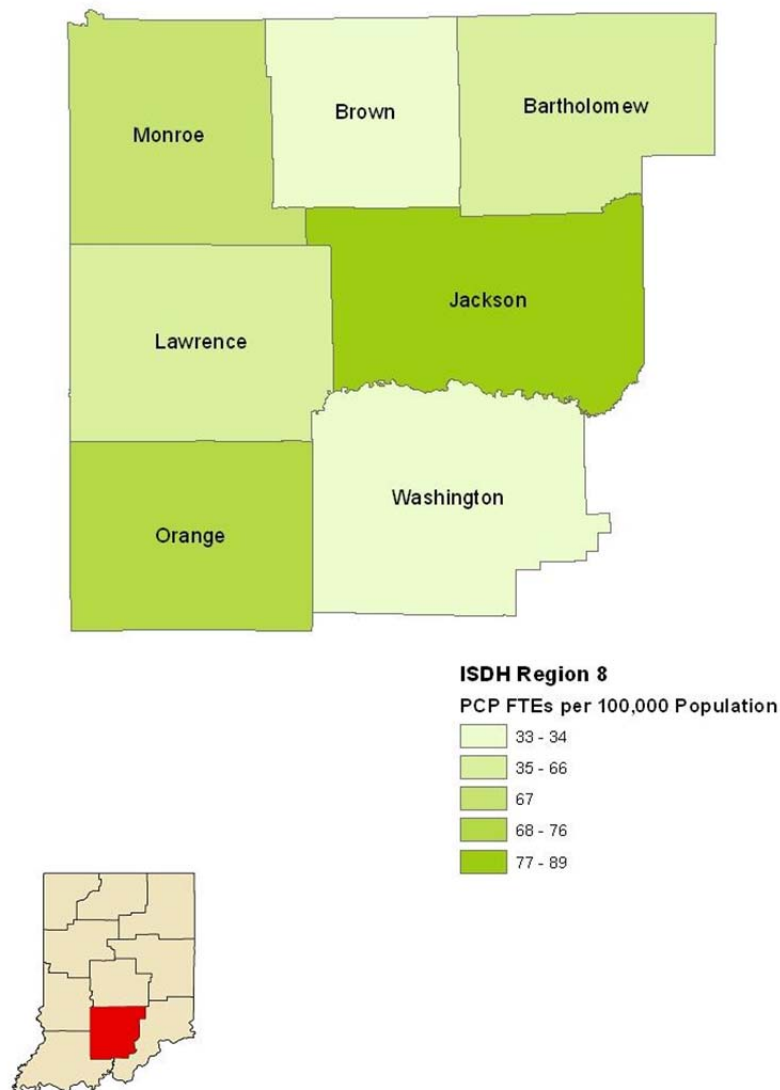 Brown
Bartholomew
Monroe
Jackson
Lawrence
Washington
Orange
ISDH Region 8
PCP FTEs per 100,000 Population
33 - 34
35 - 66
67
68 - 76
77 - 89